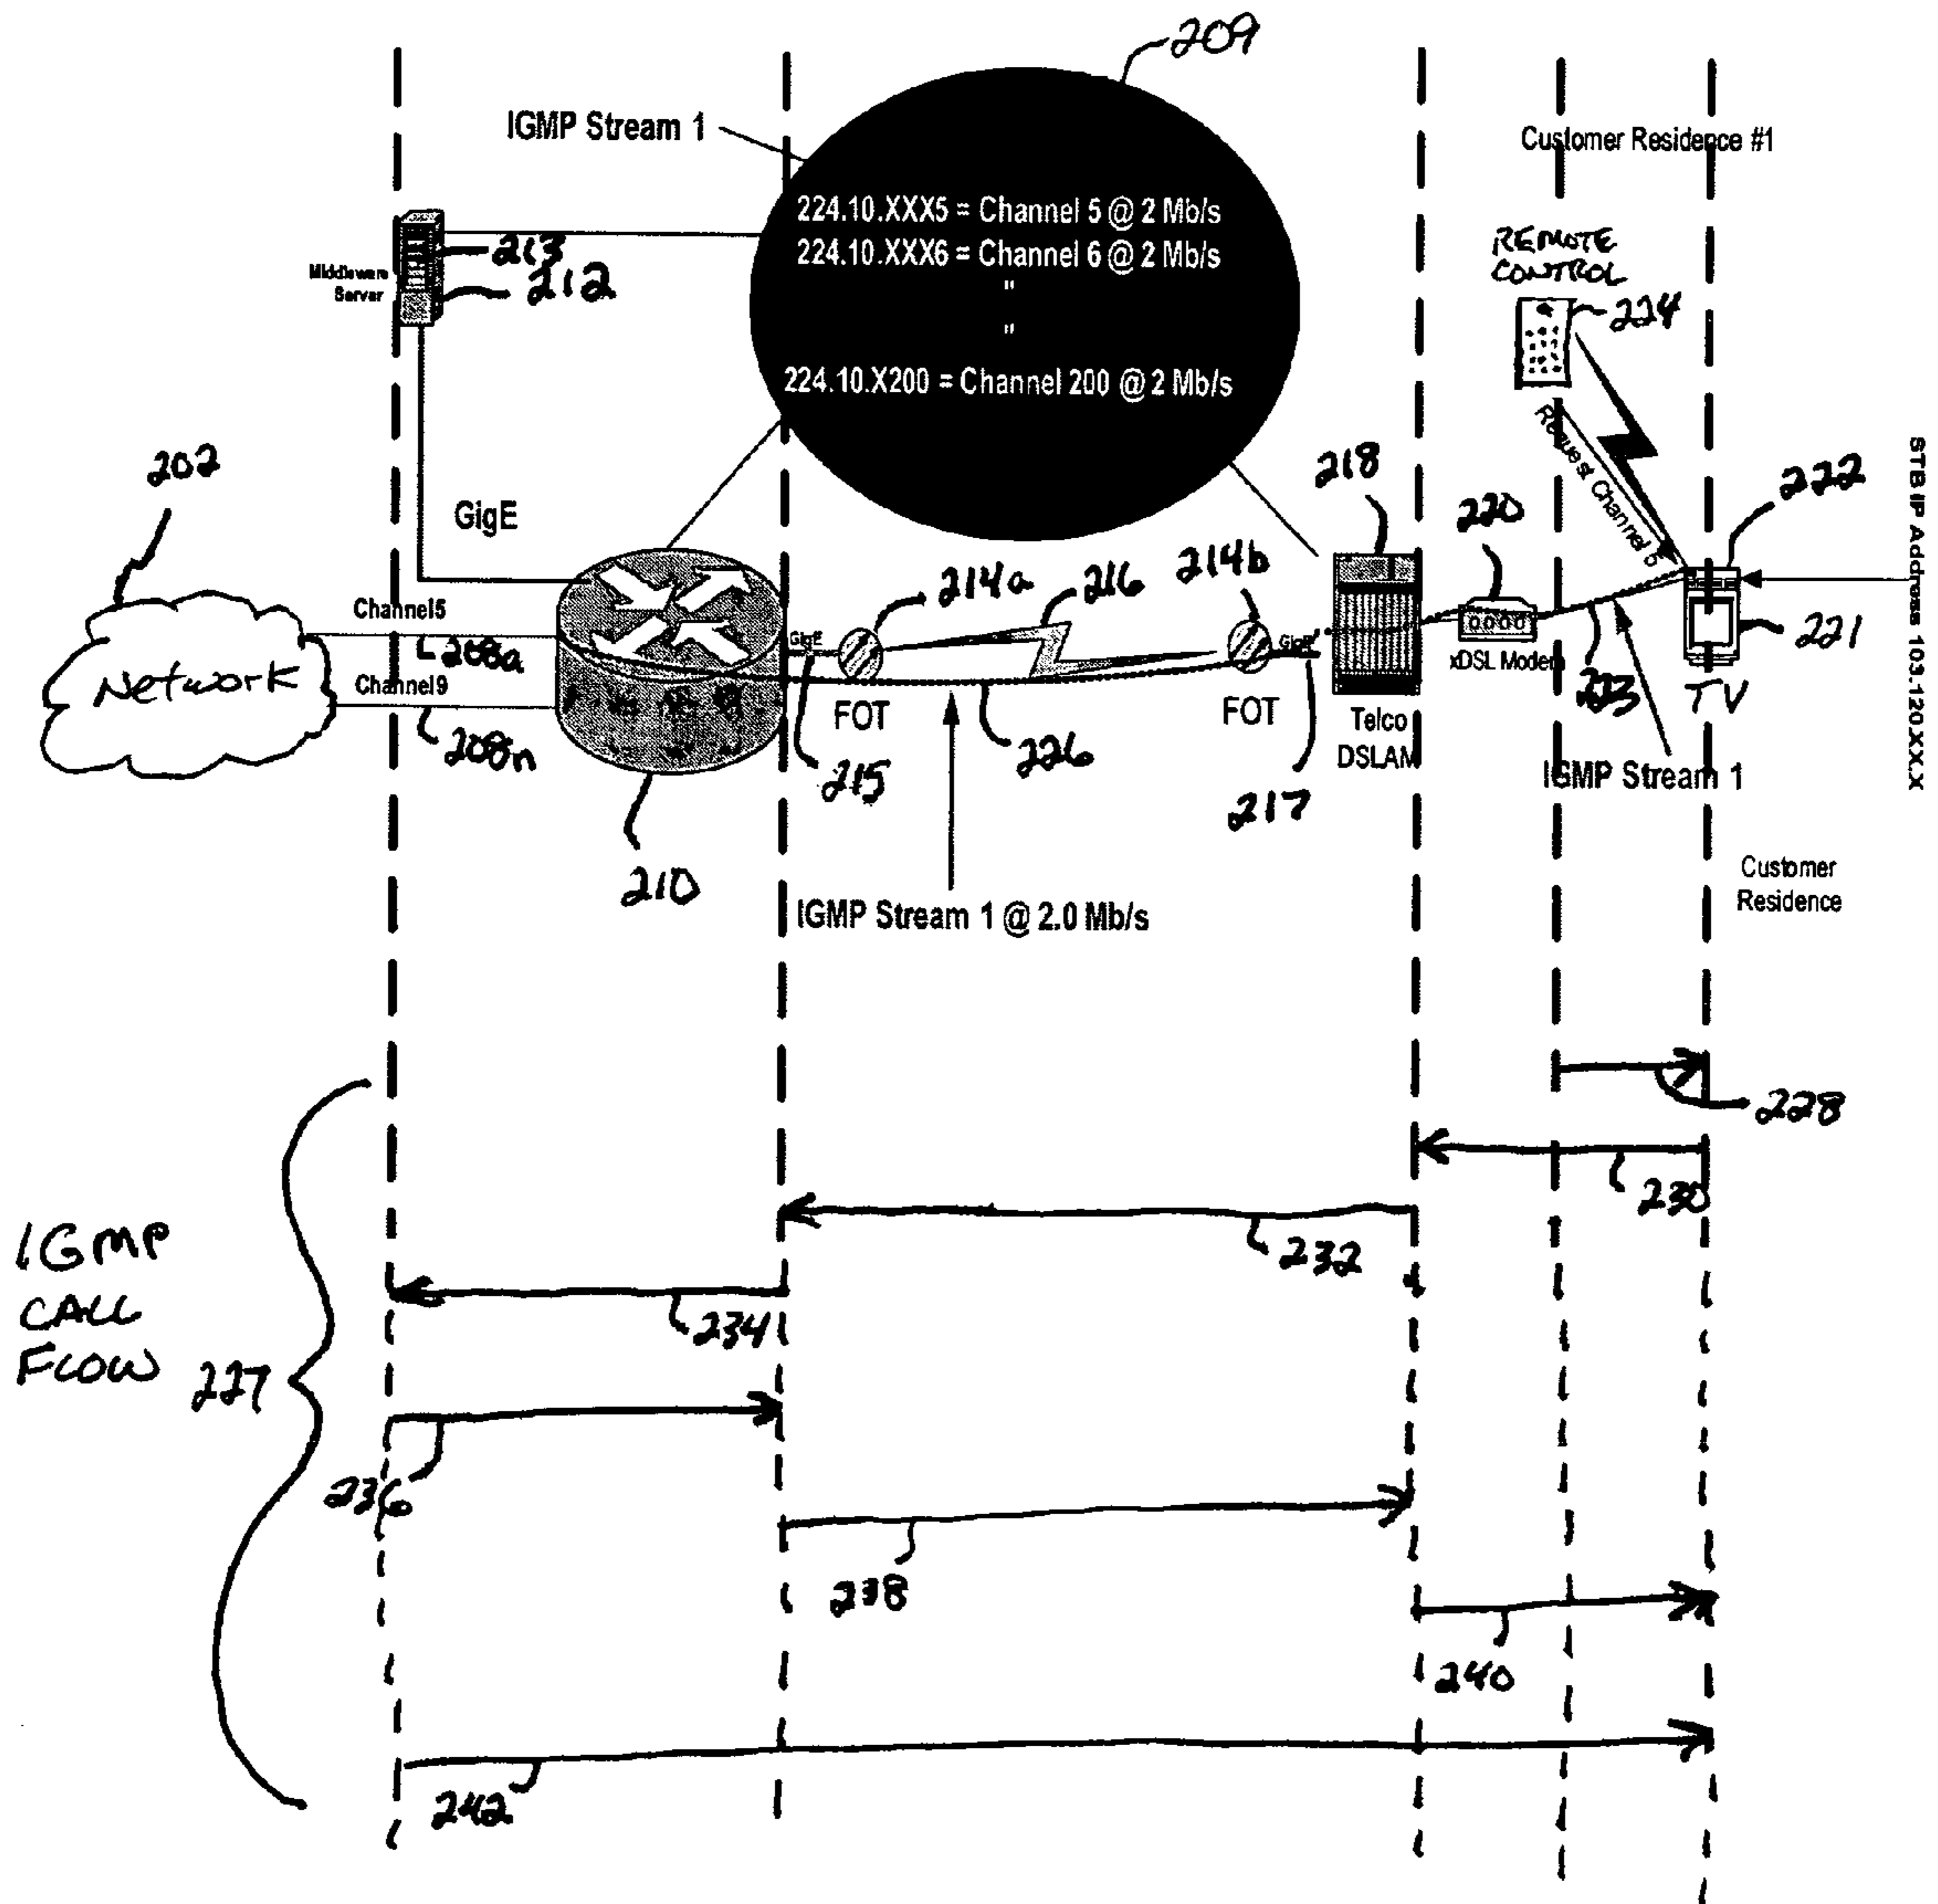 209
IGMP Stream 1
Customer Residence #1
224.10.XXX5 = Channel 5 @ 2 Mb/s
224.10.XXX6 = Channel 6 @ 2 Mb/s
"
"
224.10.X200 = Channel 200 @ 2 Mb/s
213
212
Middleware
Server
REMOTE
CONTROL
224
Request Channel 5
202
GigE
218
220
222
STB IP Address 103.120.XX.X
214a
216
214b
Channel5
208a
Network
Channel9
208n
GigE
GigE
FOT
FOT
215
226
217
Telco
DSLAM
xDSL Modem
223
221
TV
IGMP Stream 1
210
IGMP Stream 1 @ 2.0 Mb/s
Customer
Residence
228
230
232
234
IGMP
CALL
FLOW
227
236
238
240
242